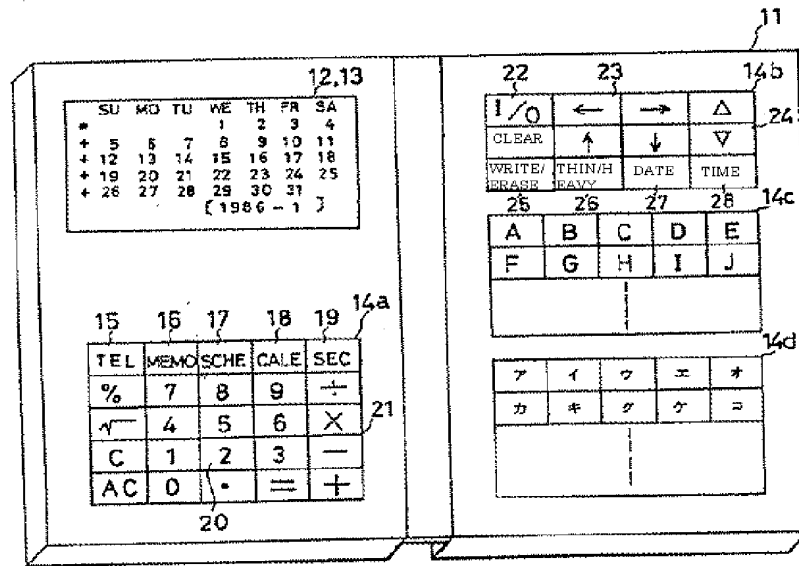 11
12,13
SU MO TU WE TH FR SA
* 1 2 3 4
+ 5 6 7 8 9 10 11
+ 12 13 14 15 16 17 18
+ 19 20 21 22 23 24 25
+ 26 27 28 29 30 31
[1986-1]
15 16 17 18 19 14a
TEL MEMO SCHE CALE SEC
% 7 8 9 ÷
√ 4 5 6 × 21
C 1 2 3 −
AC 0 · = +
20
22 23 14b
I/O ← → △ 24
CLEAR ↑ ↓ ▽
WRITE/ THIN/H DATE TIME
ERASE EAVY
25 26 27 28 14c
A B C D E
F G H I J
14d
ア イ ウ エ オ
カ キ ク ケ コ